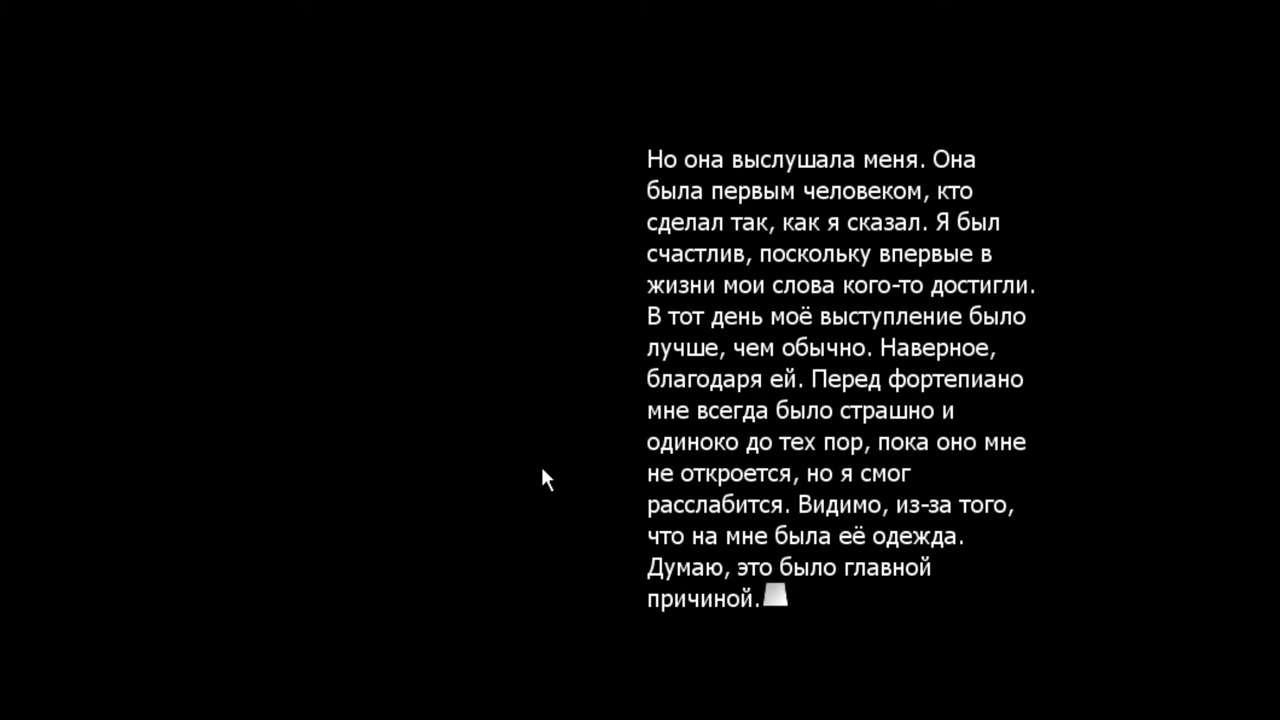 Но она выслушала меня. Она
была первым человеком, кто
сделал так, как я сказал. Я был
счастлив, поскольку впервые в
жизни мои слова кого-то достигли.
В тот день моё выступление было
лучше, чем обычно. Наверное,
благодаря ей. Перед фортепиано
мне всегда было страшно и
одиноко до тех пор, пока оно мне
не откроется, но я смог
расслабится. Видимо, из-за того,
что на мне была её одежда.
Думаю, это было главной
причиной.